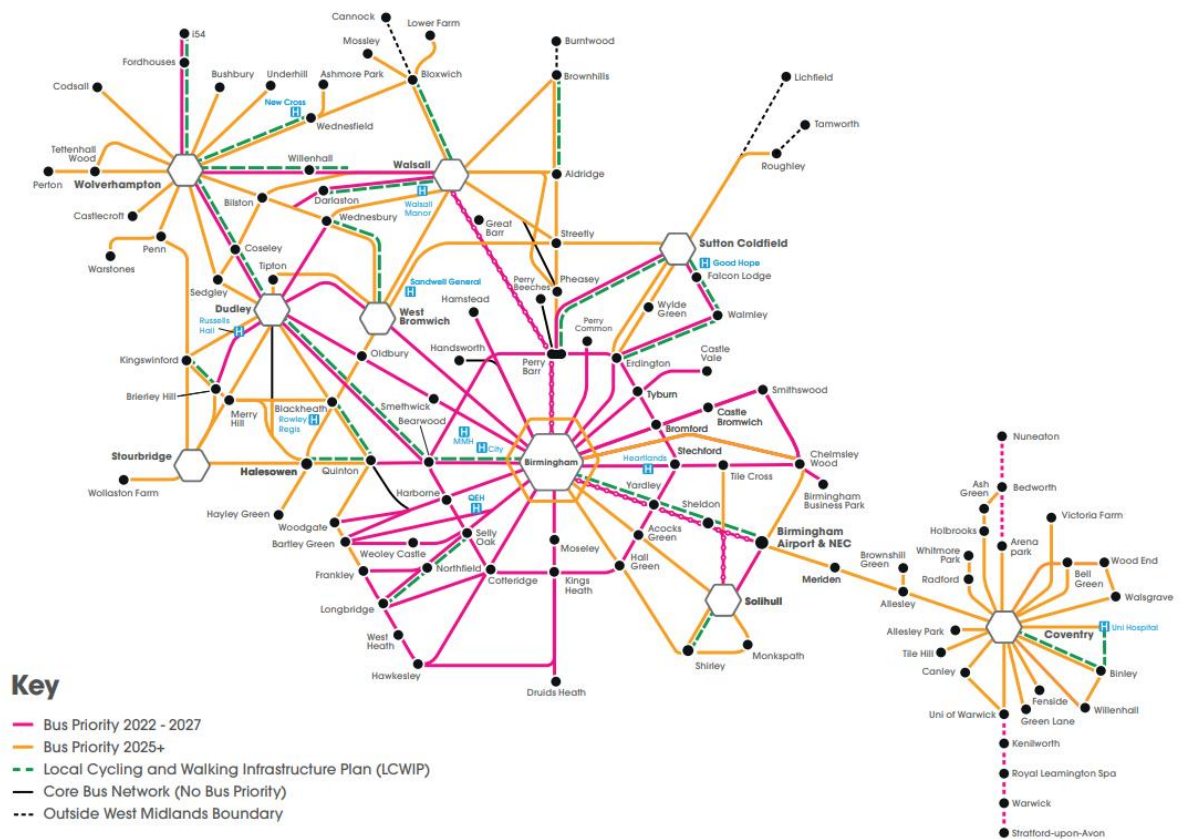 Cannock
Lower Farm
i54
Mossley
Burntwood
Fordhouses
Bloxwich
Brownhills
Bushbury
Underhill
Ashmore Park
Codsall
Lichfield
New Cross
H
Wednesfield
Tamworth
Tettenhall
Wood
Willenhall
Walsall
Roughley
Perton
Wolverhampton
Aldridge
Darlaston
H
Walsall
Manor
Bilston
Castlecroft
Wednesbury
Great
Barr
Penn
Streetly
Sutton Coldfield
Coseley
Warstones
H
Good Hope
Tipton
Sandwell General
H
Perry
Beeches
Pheasey
Falcon Lodge
Sedgley
Hamstead
Wylde
Green
Dudley
West
Bromwich
Perry
Common
Walmley
Russells
Hall
H
Handsworth
Castle
Vale
Kingswinford
Oldbury
Perry
Barr
Erdington
Brierley Hill
Smethwick
Tyburn
Smithswood
Merry
Hill
Blackheath
Rowley
Regis
H
Bearwood
Castle
Bromwich
MMH
H
H
City
Bromford
Nuneaton
Stourbridge
Birmingham
Heartlands
H
Stechford
Chelmsley
Wood
Halesowen
Quinton
Tile Cross
Wollaston Farm
Yardley
Birmingham
Business Park
Ash
Green
Bedworth
Harborne
QEH
H
Sheldon
Hayley Green
Woodgate
Victoria Farm
Bartley Green
Selly
Oak
Acocks
Green
Birmingham
Airport & NEC
Holbrooks
Arena
park
Weoley Castle
Moseley
Brownshill
Green
Whitmore
Park
Wood End
Frankley
Northfield
Cotteridge
Kings
Heath
Hall
Green
Meriden
Radford
Bell
Green
Allesley
Walsgrave
Longbridge
Solihull
Allesley Park
Coventry
H
Uni Hospital
West
Heath
Tile Hill
Monkspath
Shirley
Canley
Binley
Hawkesley
Druids Heath
Fenside
Uni of Warwick
Green Lane
Willenhall
Kenilworth
Royal Leamington Spa
Warwick
Stratford-upon-Avon
Key
Bus Priority 2022 - 2027
Bus Priority 2025+
Local Cycling and Walking Infrastructure Plan (LCWIP)
Core Bus Network (No Bus Priority)
Outside West Midlands Boundary